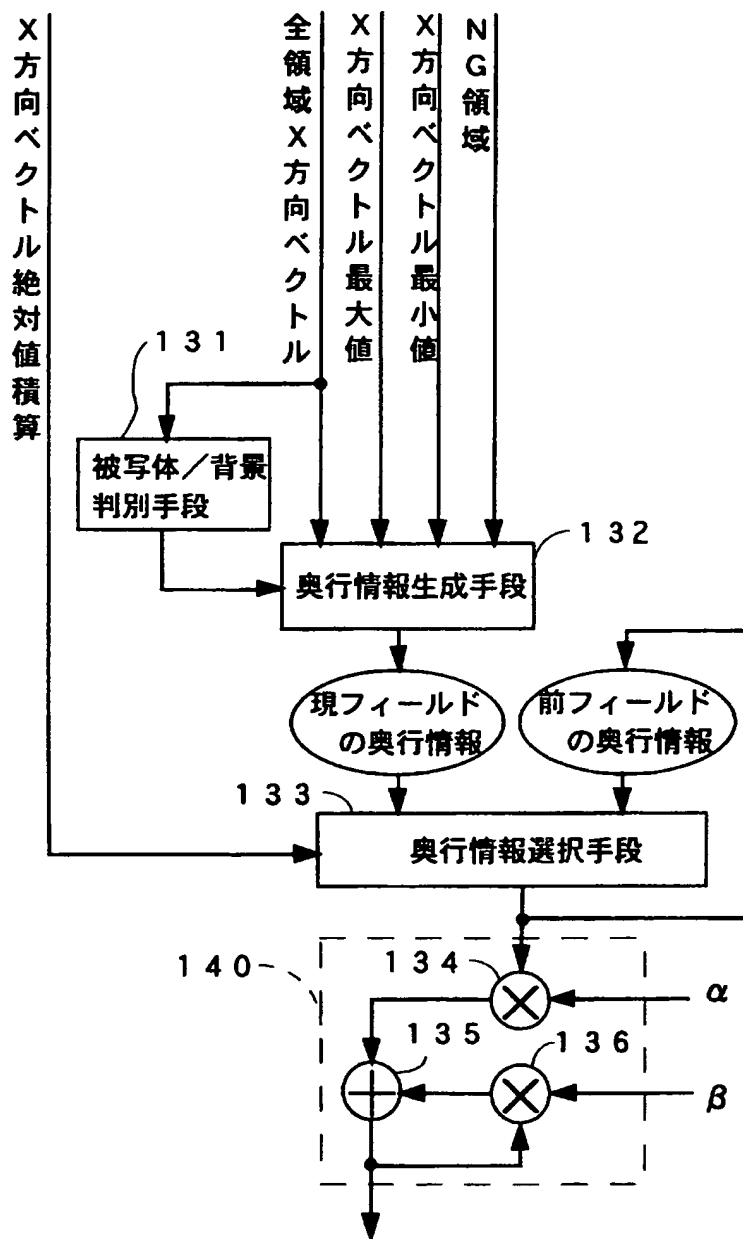 X方向ベクトル絶対値積算
全領域X方向ベクトル
X方向ベクトル最大値
X方向ベクトル最小値
NG領域
131
被写体／背景
判別手段
132
奥行情報生成手段
現フィールド
の奥行情報
前フィールド
の奥行情報
133
奥行情報選択手段
140
134
α
135
136
β